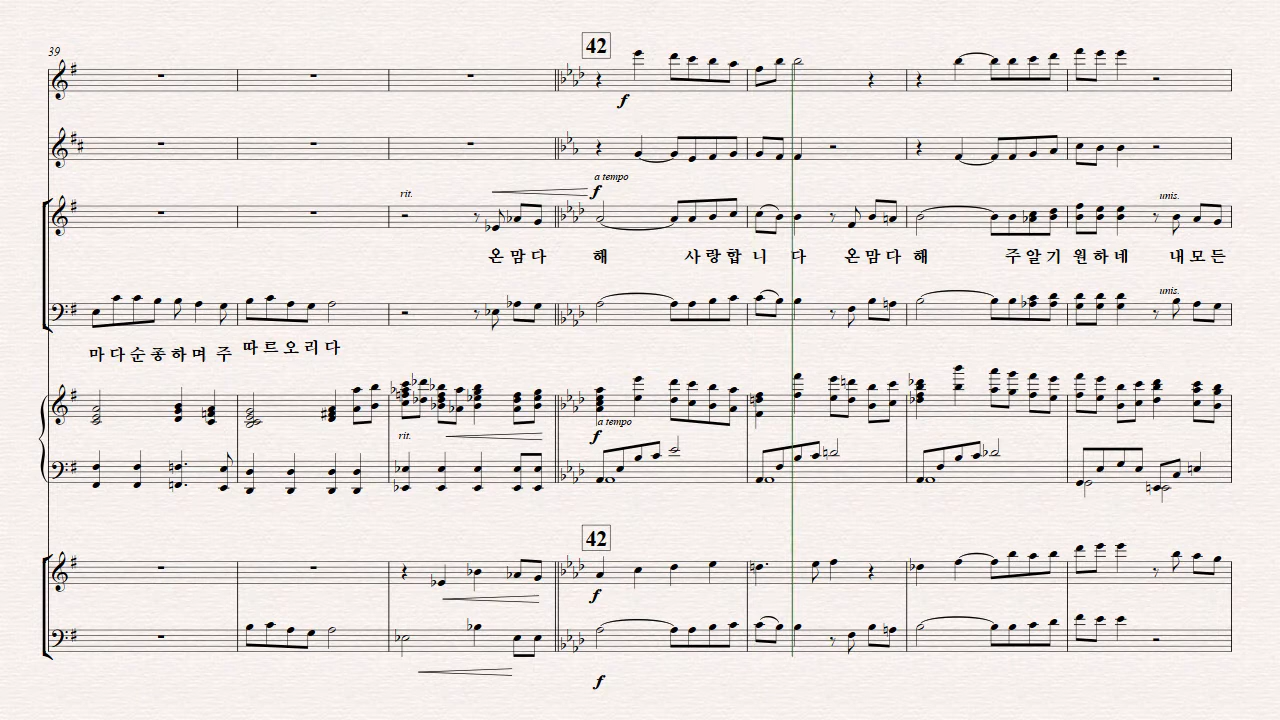 39
42
f
a tempo
rit.
f
unis.
온 맘 다 해 사 랑 합 니 다 온 맘 다 해 주 알 기 원 하 네 내 모 든
unis.
마 다 순 종 하 며 주 따 르 오 리 다
rit.
a tempo
f
42
f
f